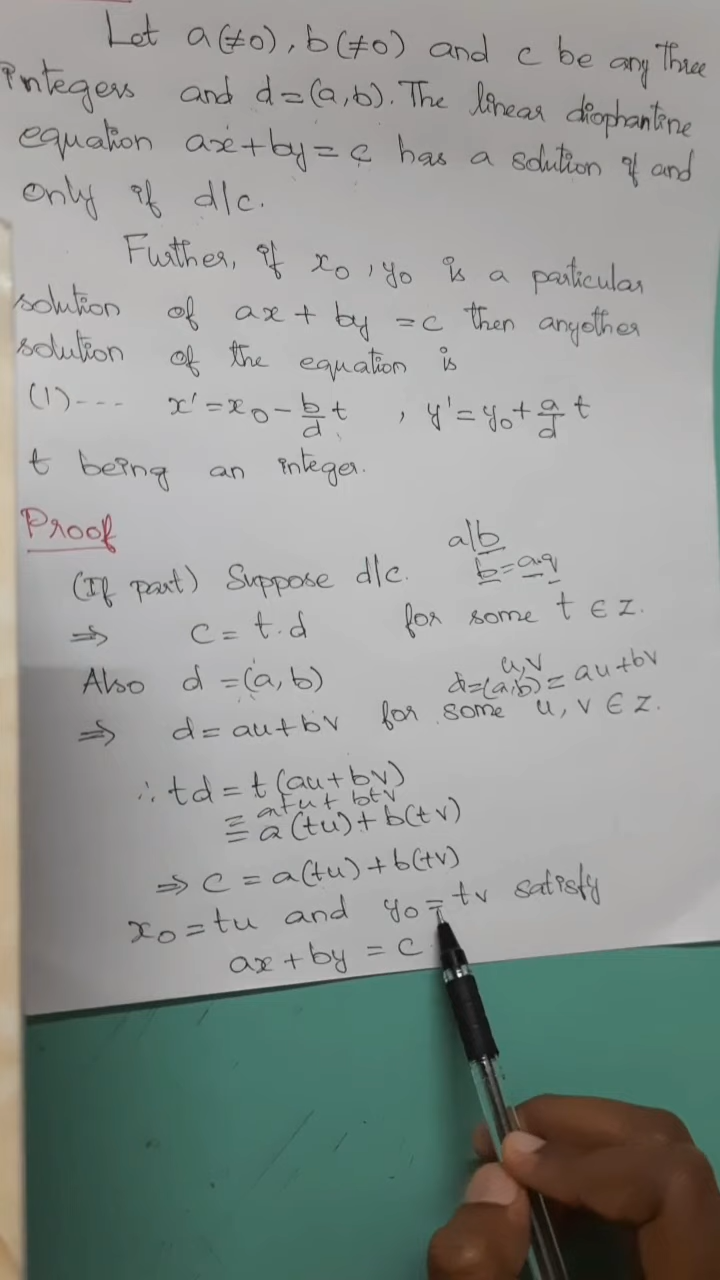 Let a(≠0), b(≠0) and c be any three
integers and d=(a,b). The linear diophantine
equation ax+by=c has a solution if and
only if d/c.
Further, if x₀, y₀ is a particular
solution of ax + by = c then anyother
solution of the equation is
(1)--- x'=x₀-b/d t , y'=y₀+a/d t
t being an integer.
Proof
a|b
b=a.q
(If part) Suppose d/c.
⇒ c = t.d for some t ∈ z.
u,v
Also d = (a,b) d=(a,b)= au+bv
⇒ d= au+bv for some u, v ∈ z.
∴ td = t(au+bv)
= atu + btv
= a(tu)+b(tv)
⇒ c = a(tu)+b(tv)
x₀=tu and y₀=tv satisfy
ax+by = c